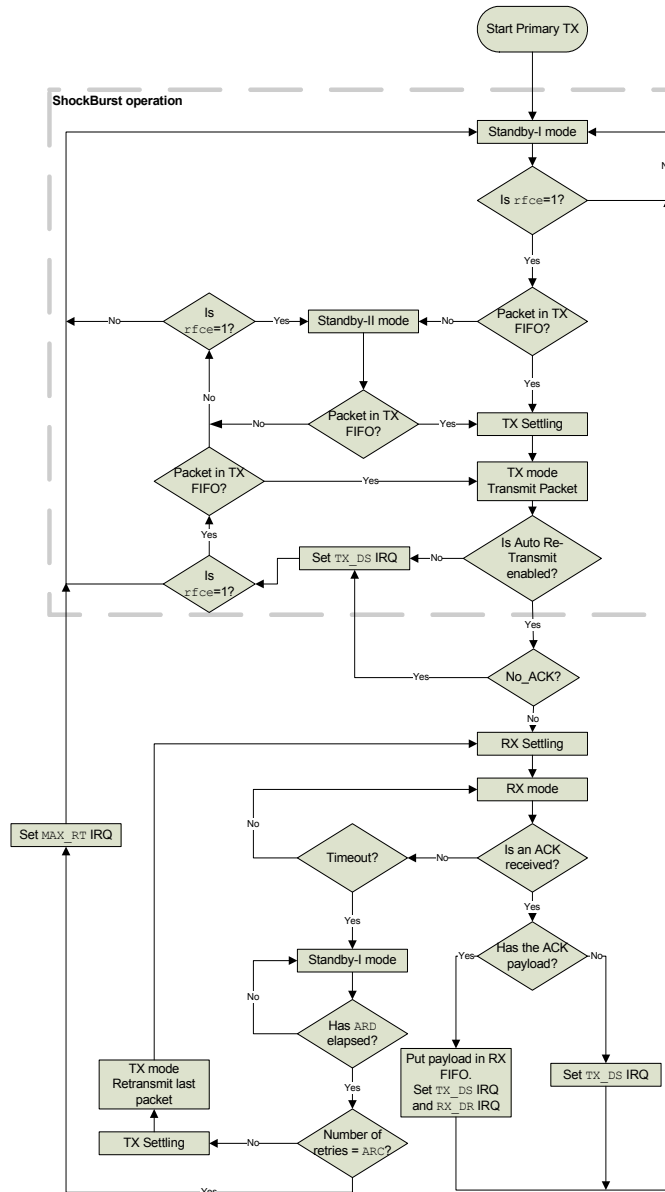 Start Primary TX
ShockBurst operation
Standby-I mode
Is rfce=1?
Yes
Is
rfce=1?
No
Yes
Standby-II mode
No
Packet in TX
FIFO?
Yes
No
Packet in TX
FIFO?
No
Yes
TX Settling
Packet in TX
FIFO?
Yes
TX mode
Transmit Packet
Yes
Is
rfce=1?
Set TX_DS IRQ
No
Is Auto Re-
Transmit
enabled?
Yes
No_ACK?
Yes
No
RX Settling
RX mode
Set MAX_RT IRQ
No
Timeout?
No
Is an ACK
received?
Yes
Yes
Standby-I mode
Yes
Has the ACK
payload?
No
No
Has ARD
elapsed?
Yes
TX mode
Retransmit last
packet
Put payload in RX
FIFO.
Set TX_DS IRQ
and RX_DR IRQ
Set TX_DS IRQ
TX Settling
No
Number of
retries = ARC?
Yes